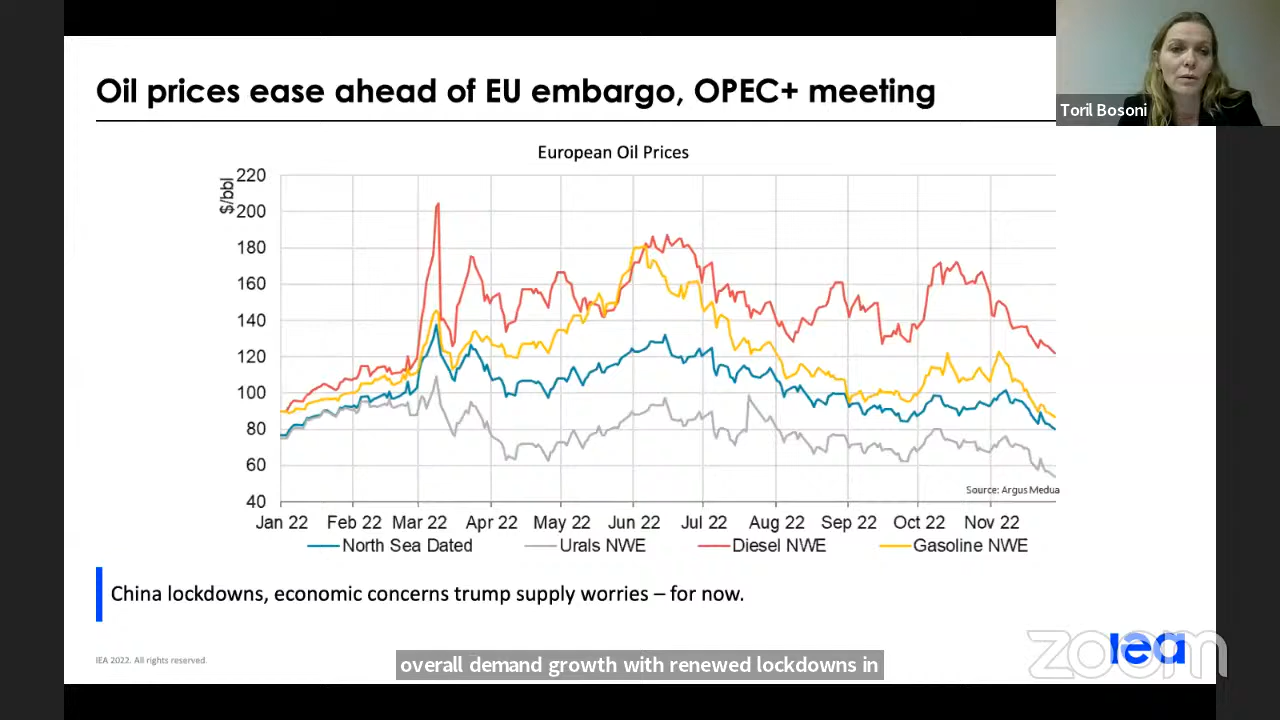 Oil prices ease ahead of EU embargo, OPEC+ meeting
Toril Bosoni
European Oil Prices
$/bbl
220
200
180
160
140
120
100
80
60
40
Source: Argus Medua
Jan 22 Feb 22 Mar 22 Apr 22 May 22 Jun 22 Jul 22 Aug 22 Sep 22 Oct 22 Nov 22
North Sea Dated Urals NWE Diesel NWE Gasoline NWE
China lockdowns, economic concerns trump supply worries – for now.
IEA 2022. All rights reserved.
overall demand growth with renewed lockdowns in
iea
zoom